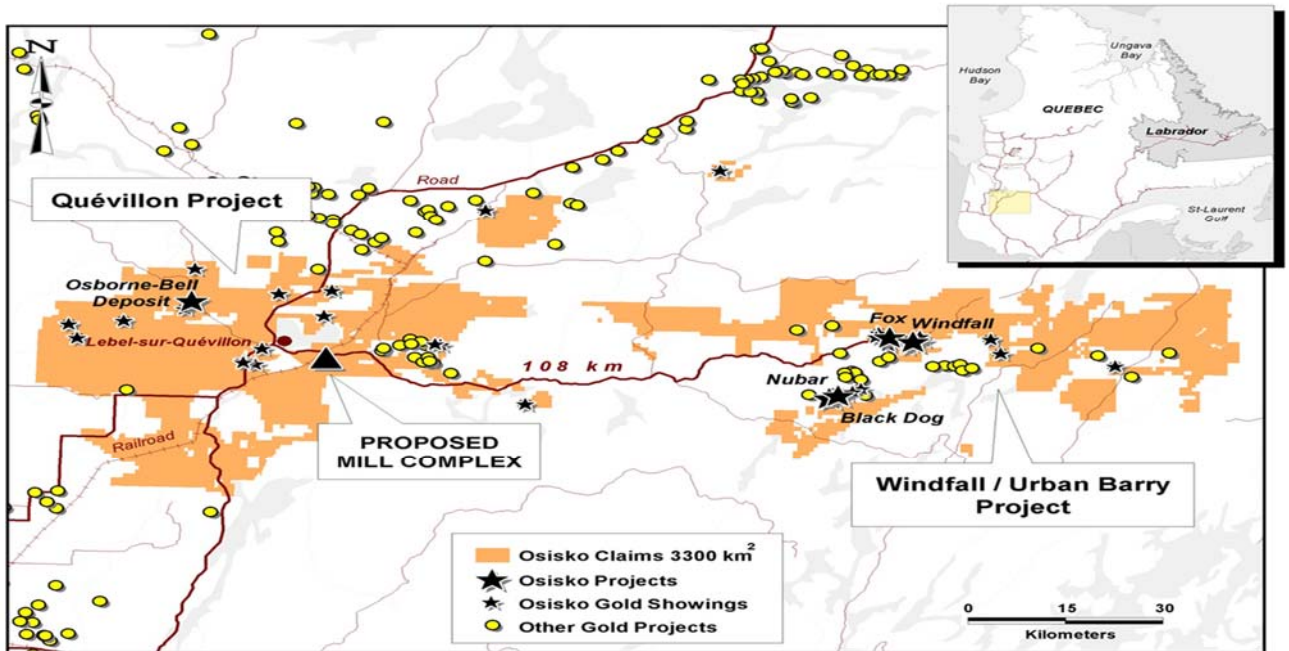 N
Hudson
Bay
Ungava
Bay
QUEBEC
Labrador
St-Laurent
Gulf
Road
Quévillon Project
Osborne-Bell
Deposit
Lebel-sur-Quévillon
Fox
Windfall
108 km
Nubar
Black Dog
Railroad
PROPOSED
MILL COMPLEX
Windfall / Urban Barry
Project
Osisko Claims 3300 km²
Osisko Projects
Osisko Gold Showings
Other Gold Projects
0 15 30
Kilometers